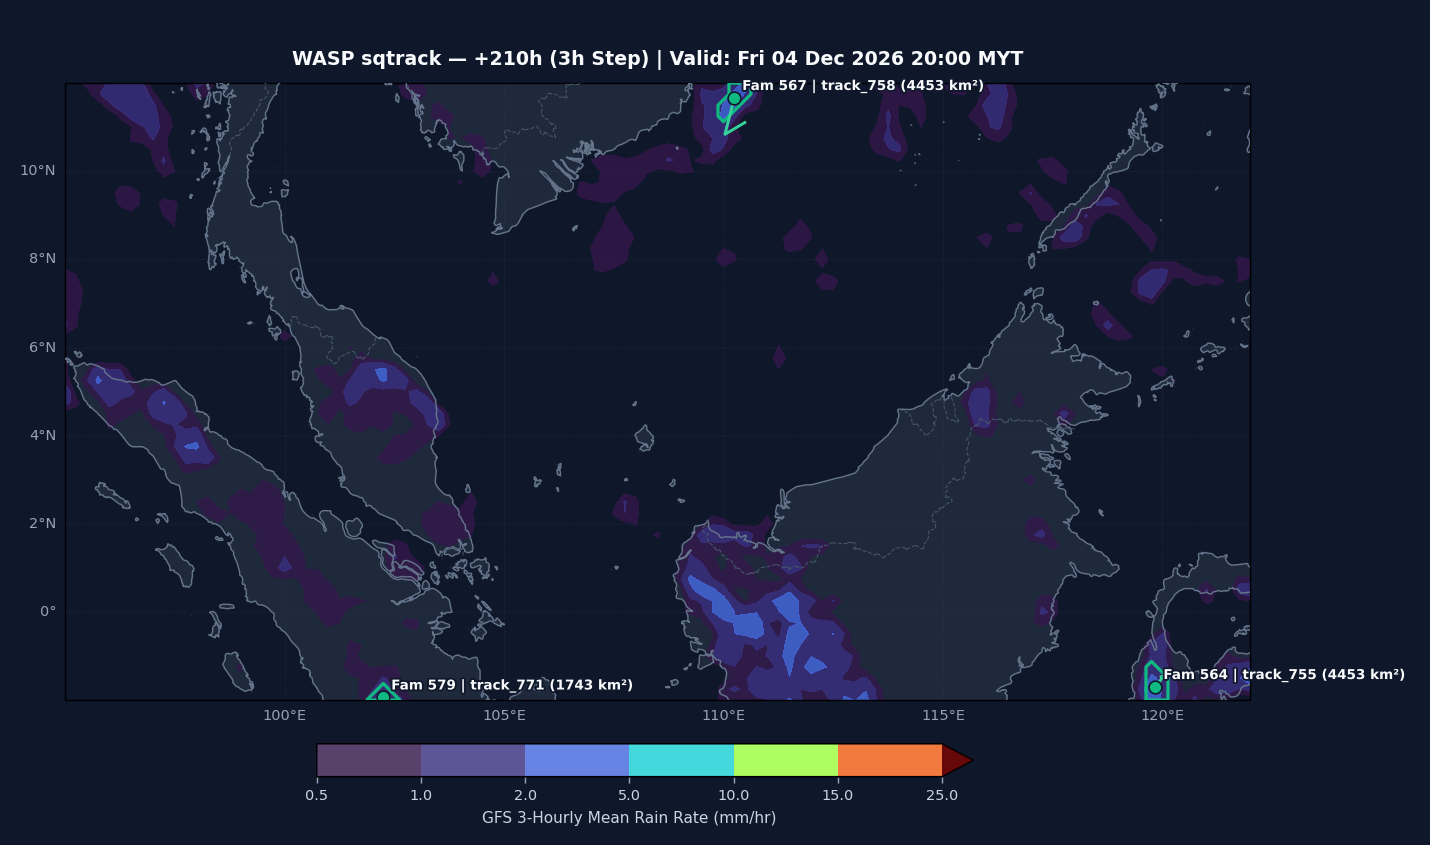 WASP sqtrack — +210h (3h Step) | Valid: Fri 04 Dec 2026 20:00 MYT
Fam 567 | track_758 (4453 km²)
10°N
8°N
6°N
4°N
2°N
0°
Fam 564 | track_755 (4453 km²)
Fam 579 | track_771 (1743 km²)
100°E 105°E 110°E 115°E 120°E
0.5 1.0 2.0 5.0 10.0 15.0 25.0
GFS 3-Hourly Mean Rain Rate (mm/hr)